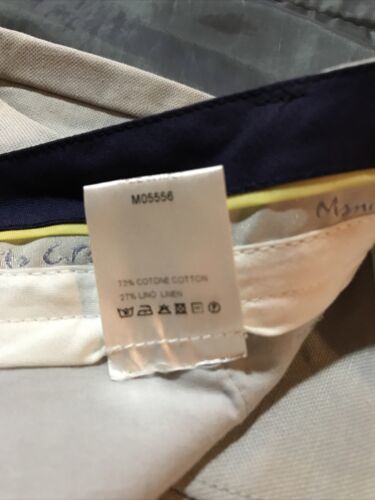 M05556
73% COTONE COTTON
27% LINO LINEN